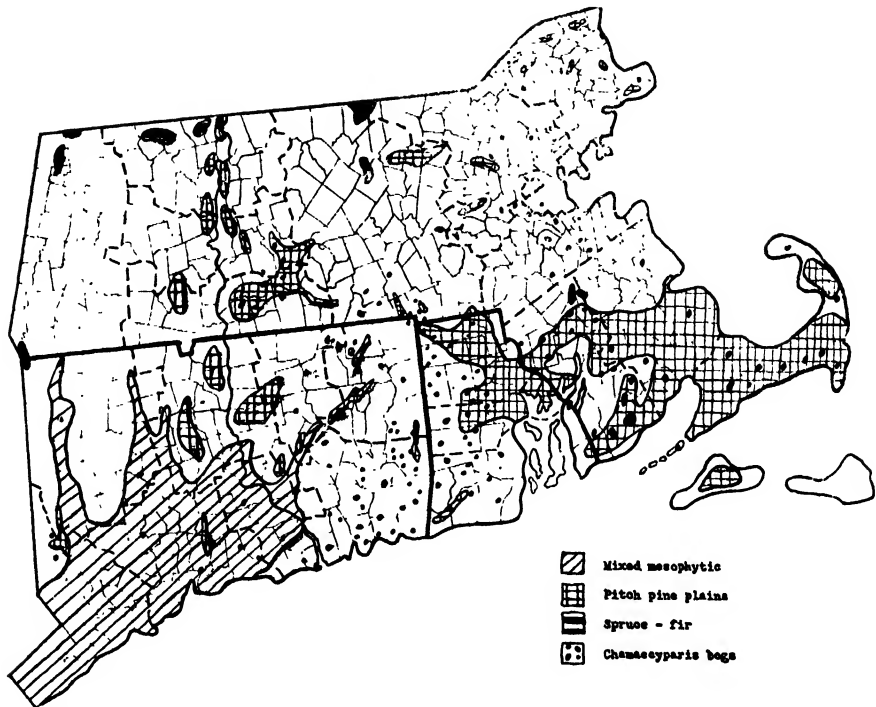 Mixed mesophytic
Pitch pine plains
Spruce - fir
Chamaecyparis bogs